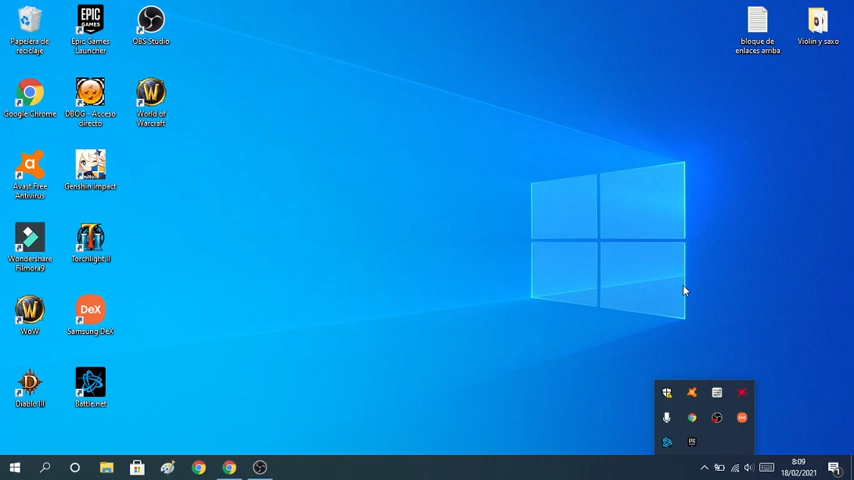 Papelera de
reciclaje
EPIC
GAMES
Epic Games
Launcher
OBS Studio
bloque de
enlaces arriba
Violín y saxo
Google Chrome
DBOG - Acceso
directo
World of
Warcraft
Avast Free
Antivirus
Genshin Impact
Wondershare
Filmora9
Torchlight II
WoW
DeX
Samsung DeX
Diablo III
Battle.net
8:09
18/02/2021
1